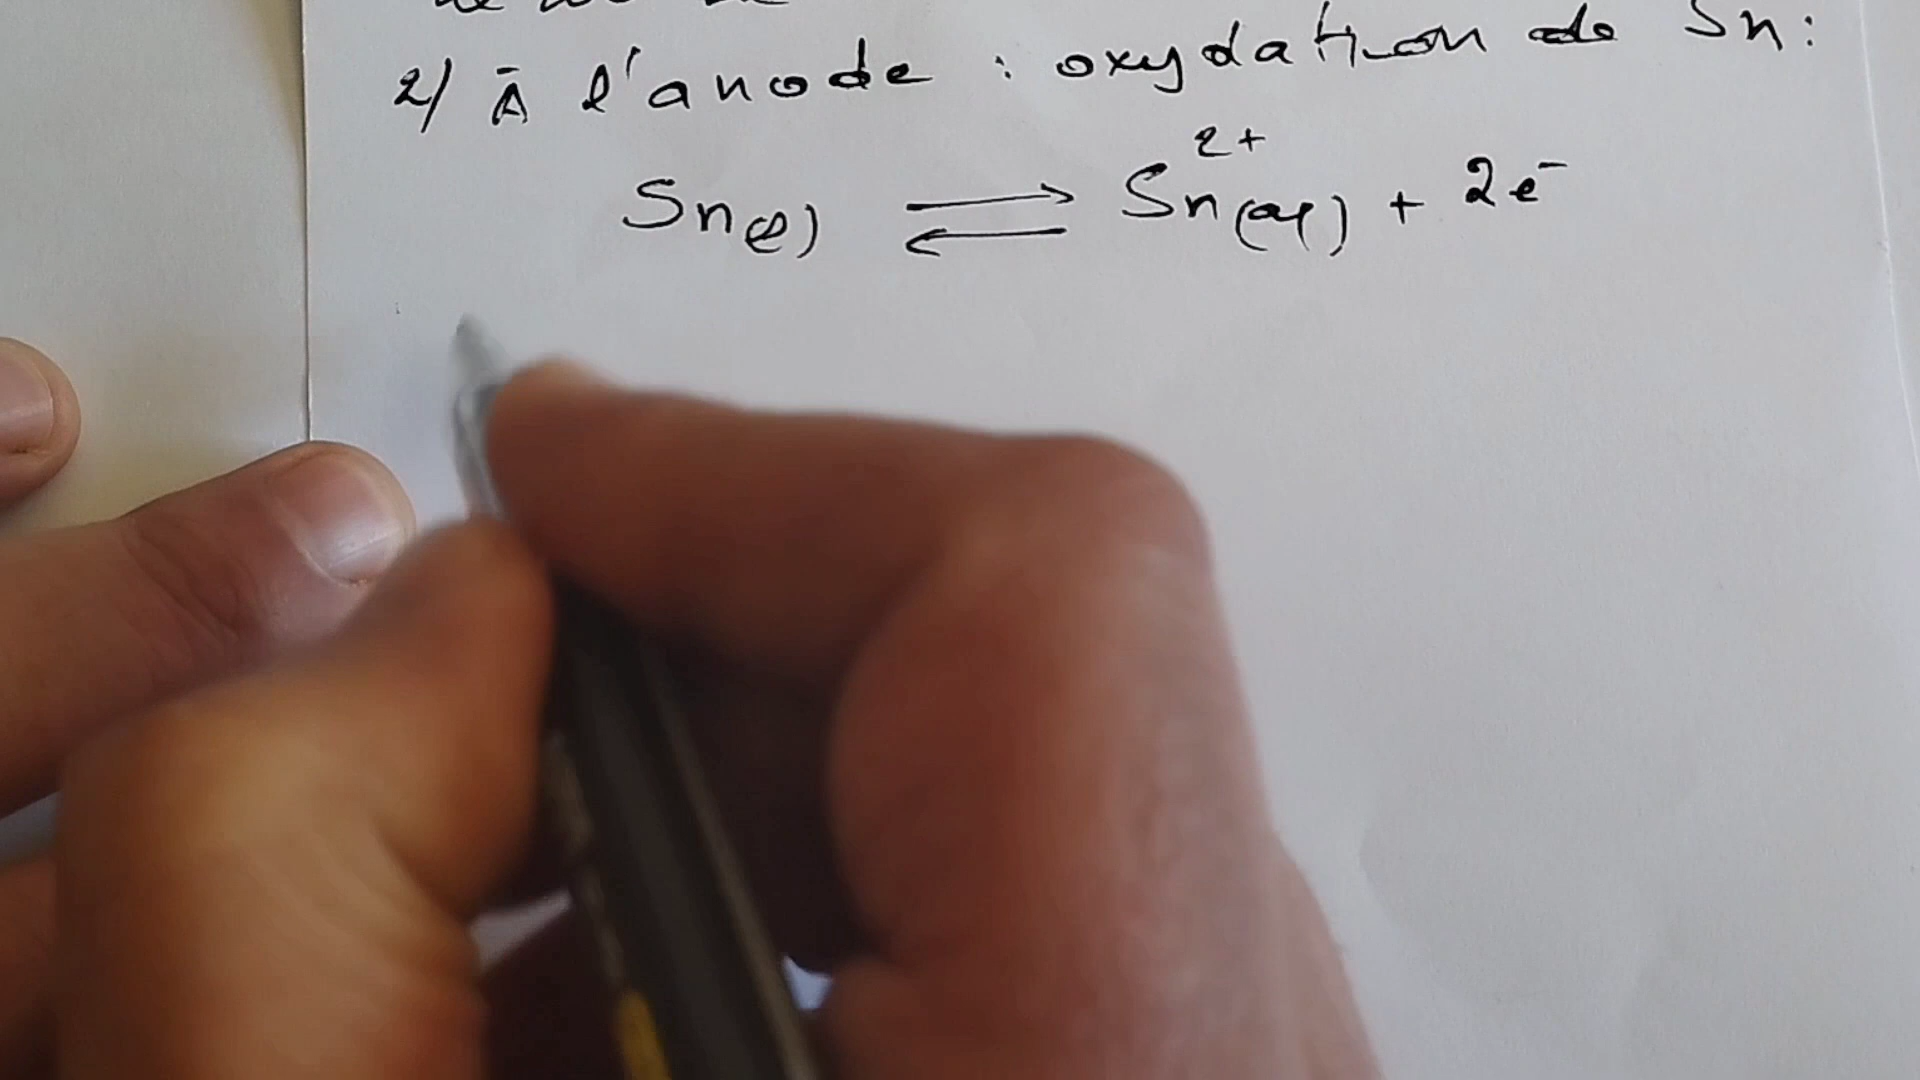 2) À l'anode : oxydation de Sn :
Sn(s) ⇌ Sn²⁺(aq) + 2e⁻